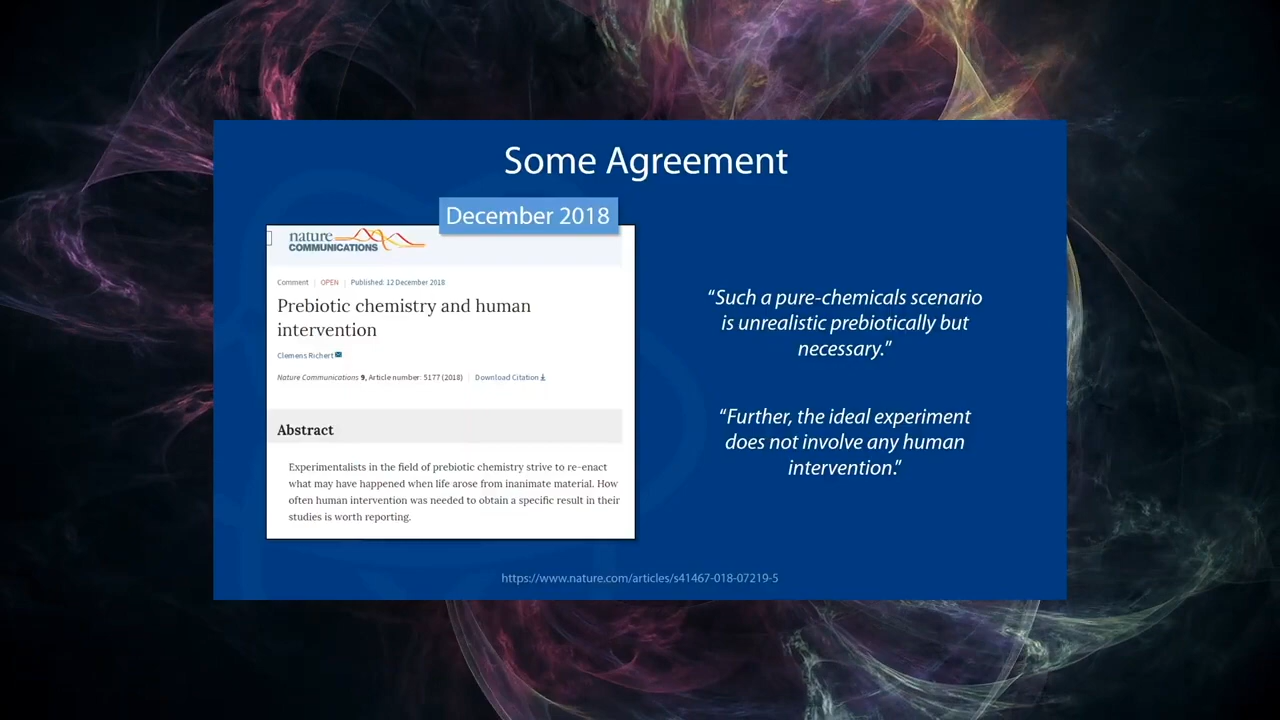 Some Agreement
December 2018
nature
COMMUNICATIONS
Comment | OPEN | Published: 12 December 2018
Prebiotic chemistry and human
intervention
Clemens Richert
Nature Communications 9, Article number: 5177 (2018) | Download Citation
Abstract
Experimentalists in the field of prebiotic chemistry strive to re-enact
what may have happened when life arose from inanimate material. How
often human intervention was needed to obtain a specific result in their
studies is worth reporting.
“Such a pure-chemicals scenario
is unrealistic prebiotically but
necessary.”
“Further, the ideal experiment
does not involve any human
intervention.”
https://www.nature.com/articles/s41467-018-07219-5